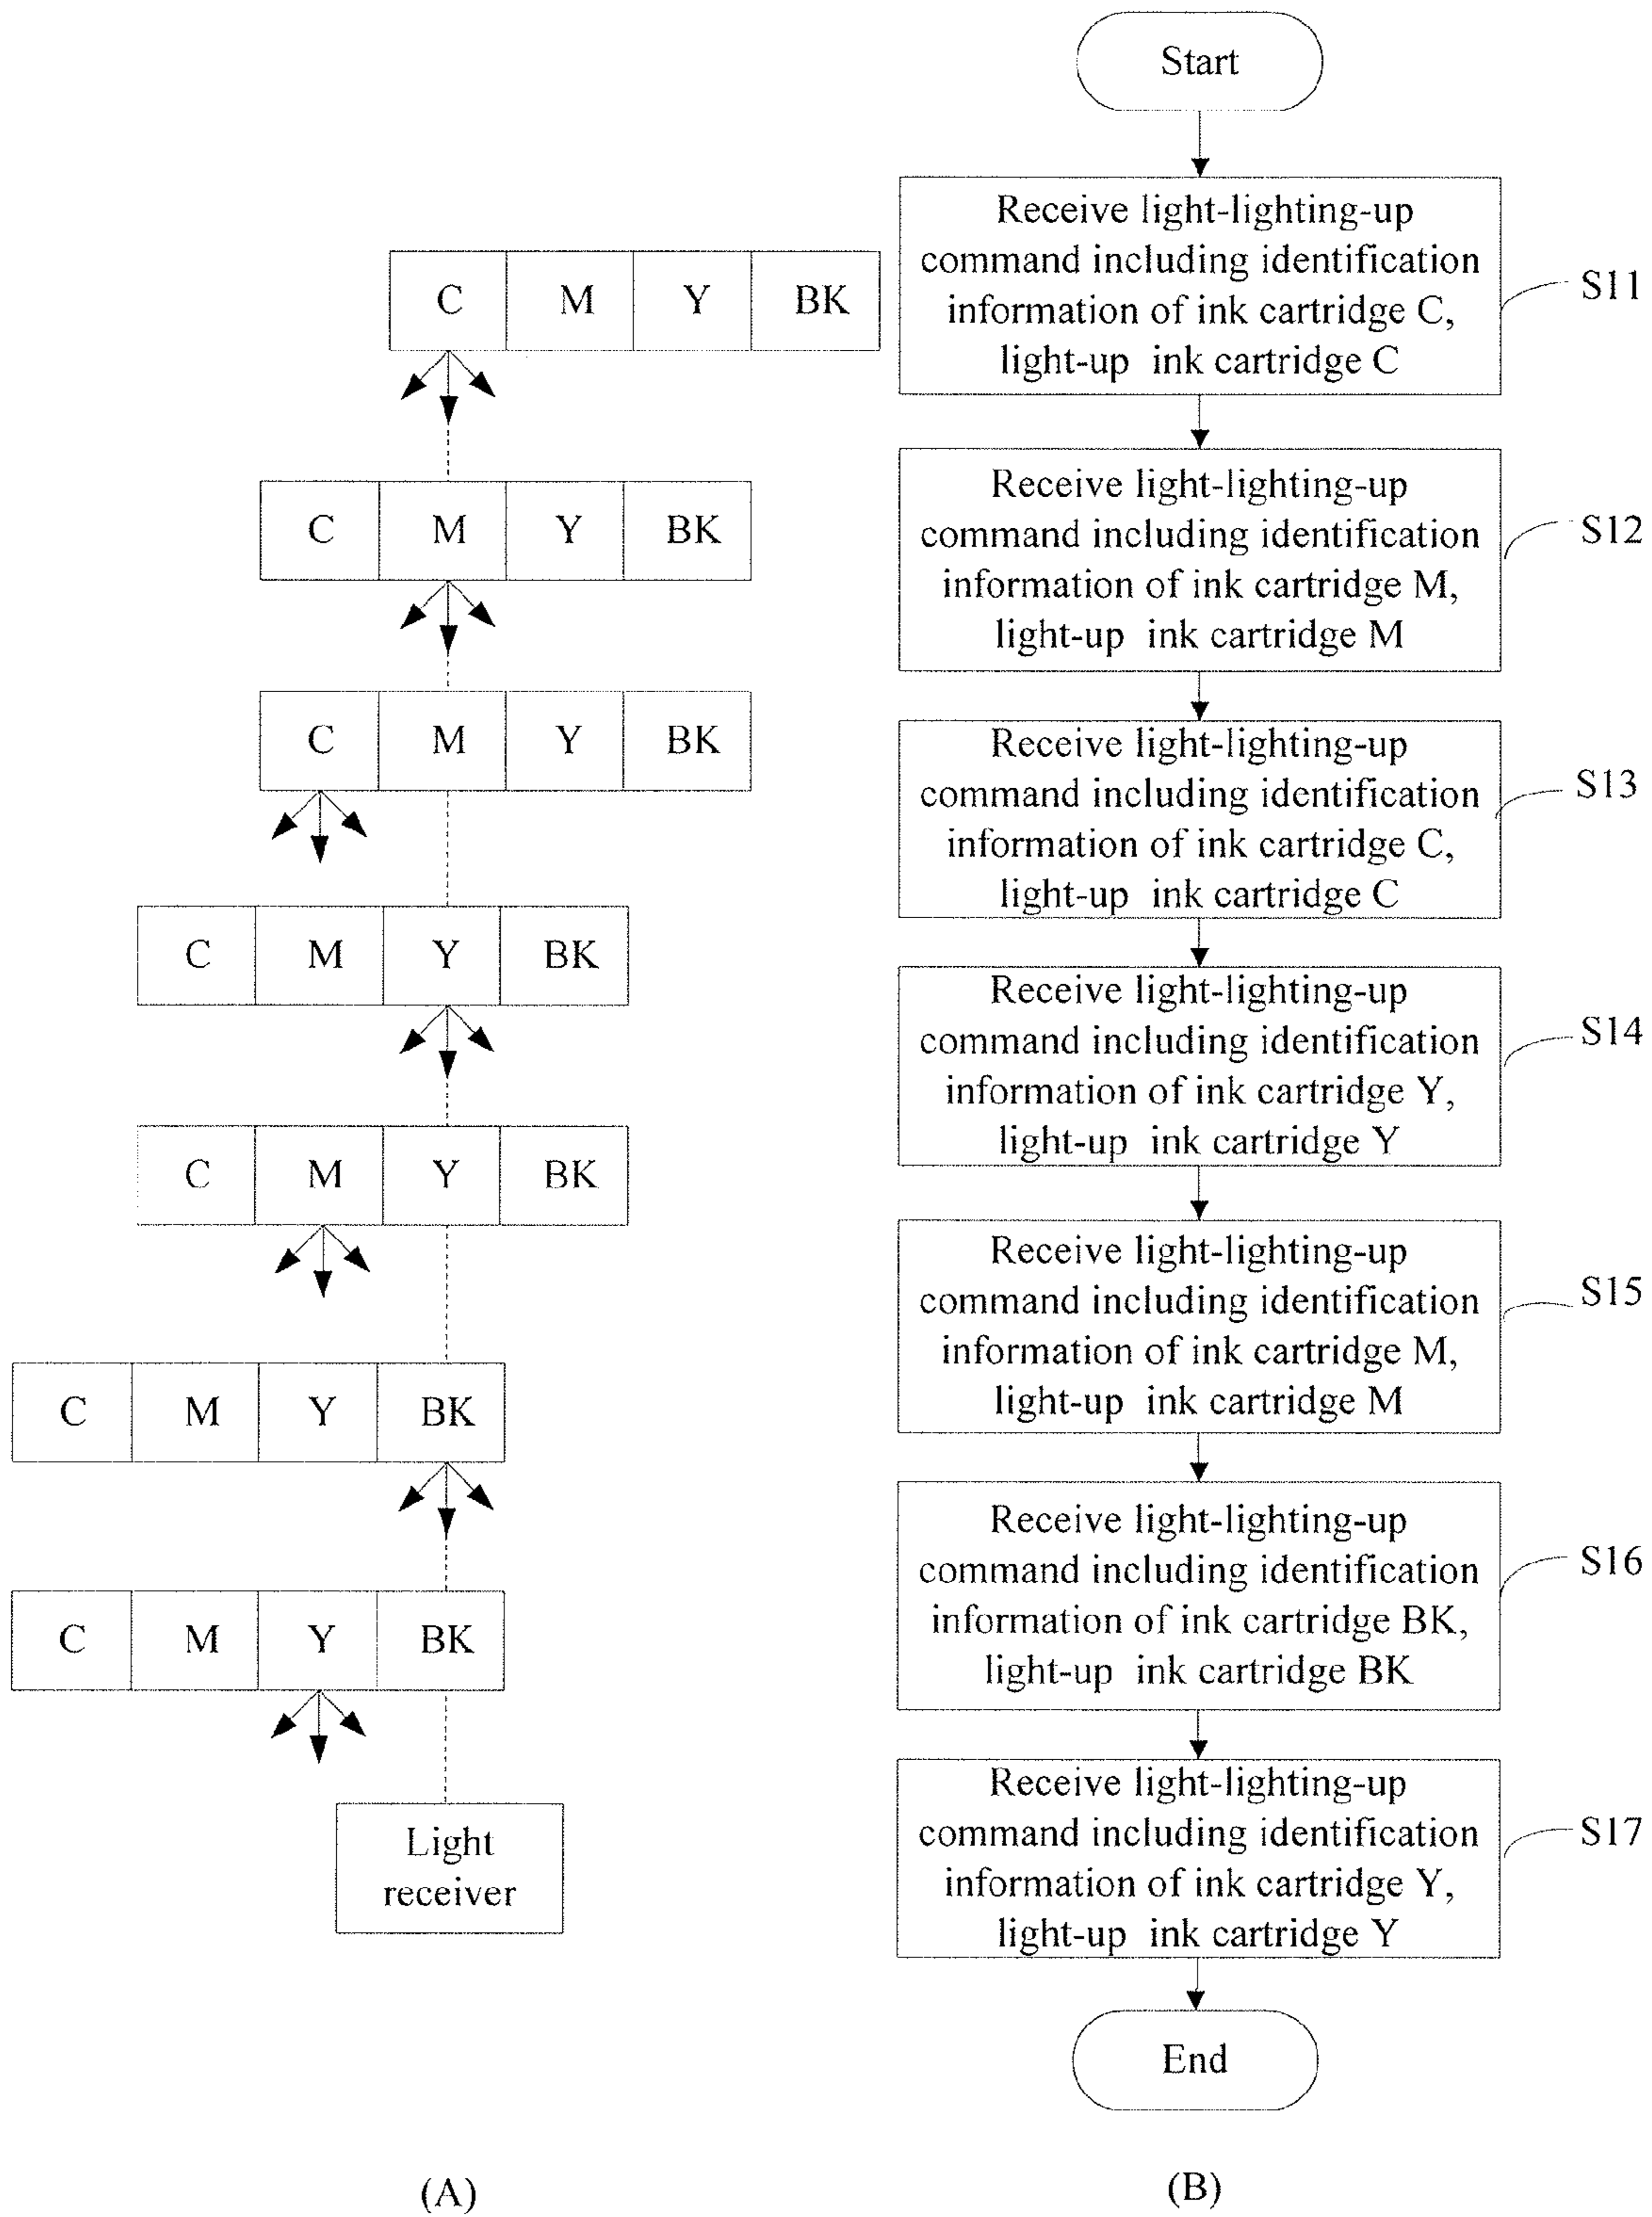 Start
Receive light-lighting-up
command including identification
information of ink cartridge C,
light-up ink cartridge C
S11
C M Y BK
Receive light-lighting-up
command including identification
information of ink cartridge M,
light-up ink cartridge M
S12
C M Y BK
Receive light-lighting-up
command including identification
information of ink cartridge C,
light-up ink cartridge C
S13
C M Y BK
Receive light-lighting-up
command including identification
information of ink cartridge Y,
light-up ink cartridge Y
S14
C M Y BK
Receive light-lighting-up
command including identification
information of ink cartridge M,
light-up ink cartridge M
S15
C M Y BK
Receive light-lighting-up
command including identification
information of ink cartridge BK,
light-up ink cartridge BK
S16
C M Y BK
Receive light-lighting-up
command including identification
information of ink cartridge Y,
light-up ink cartridge Y
S17
C M Y BK
Light
receiver
End
(A)
(B)